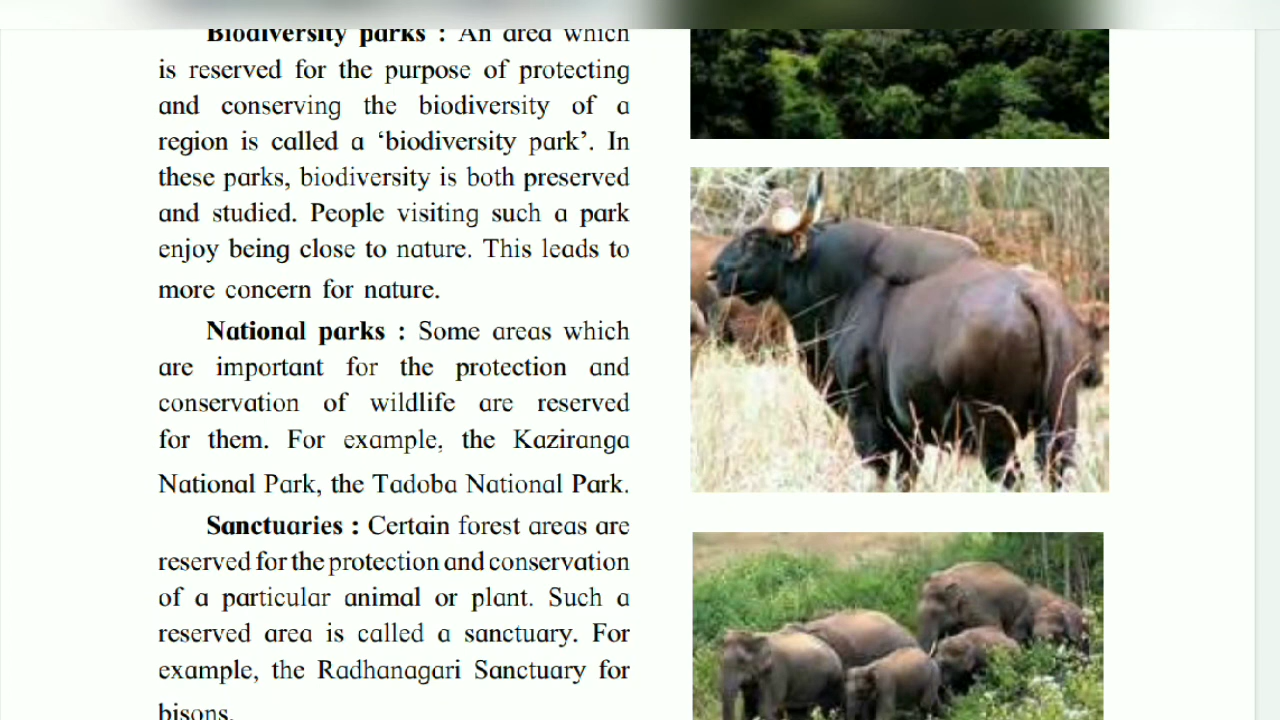 Biodiversity parks : An area which
is reserved for the purpose of protecting
and conserving the biodiversity of a
region is called a ‘biodiversity park’. In
these parks, biodiversity is both preserved
and studied. People visiting such a park
enjoy being close to nature. This leads to
more concern for nature.
National parks : Some areas which
are important for the protection and
conservation of wildlife are reserved
for them. For example, the Kaziranga
National Park, the Tadoba National Park.
Sanctuaries : Certain forest areas are
reserved for the protection and conservation
of a particular animal or plant. Such a
reserved area is called a sanctuary. For
example, the Radhanagari Sanctuary for
bisons.